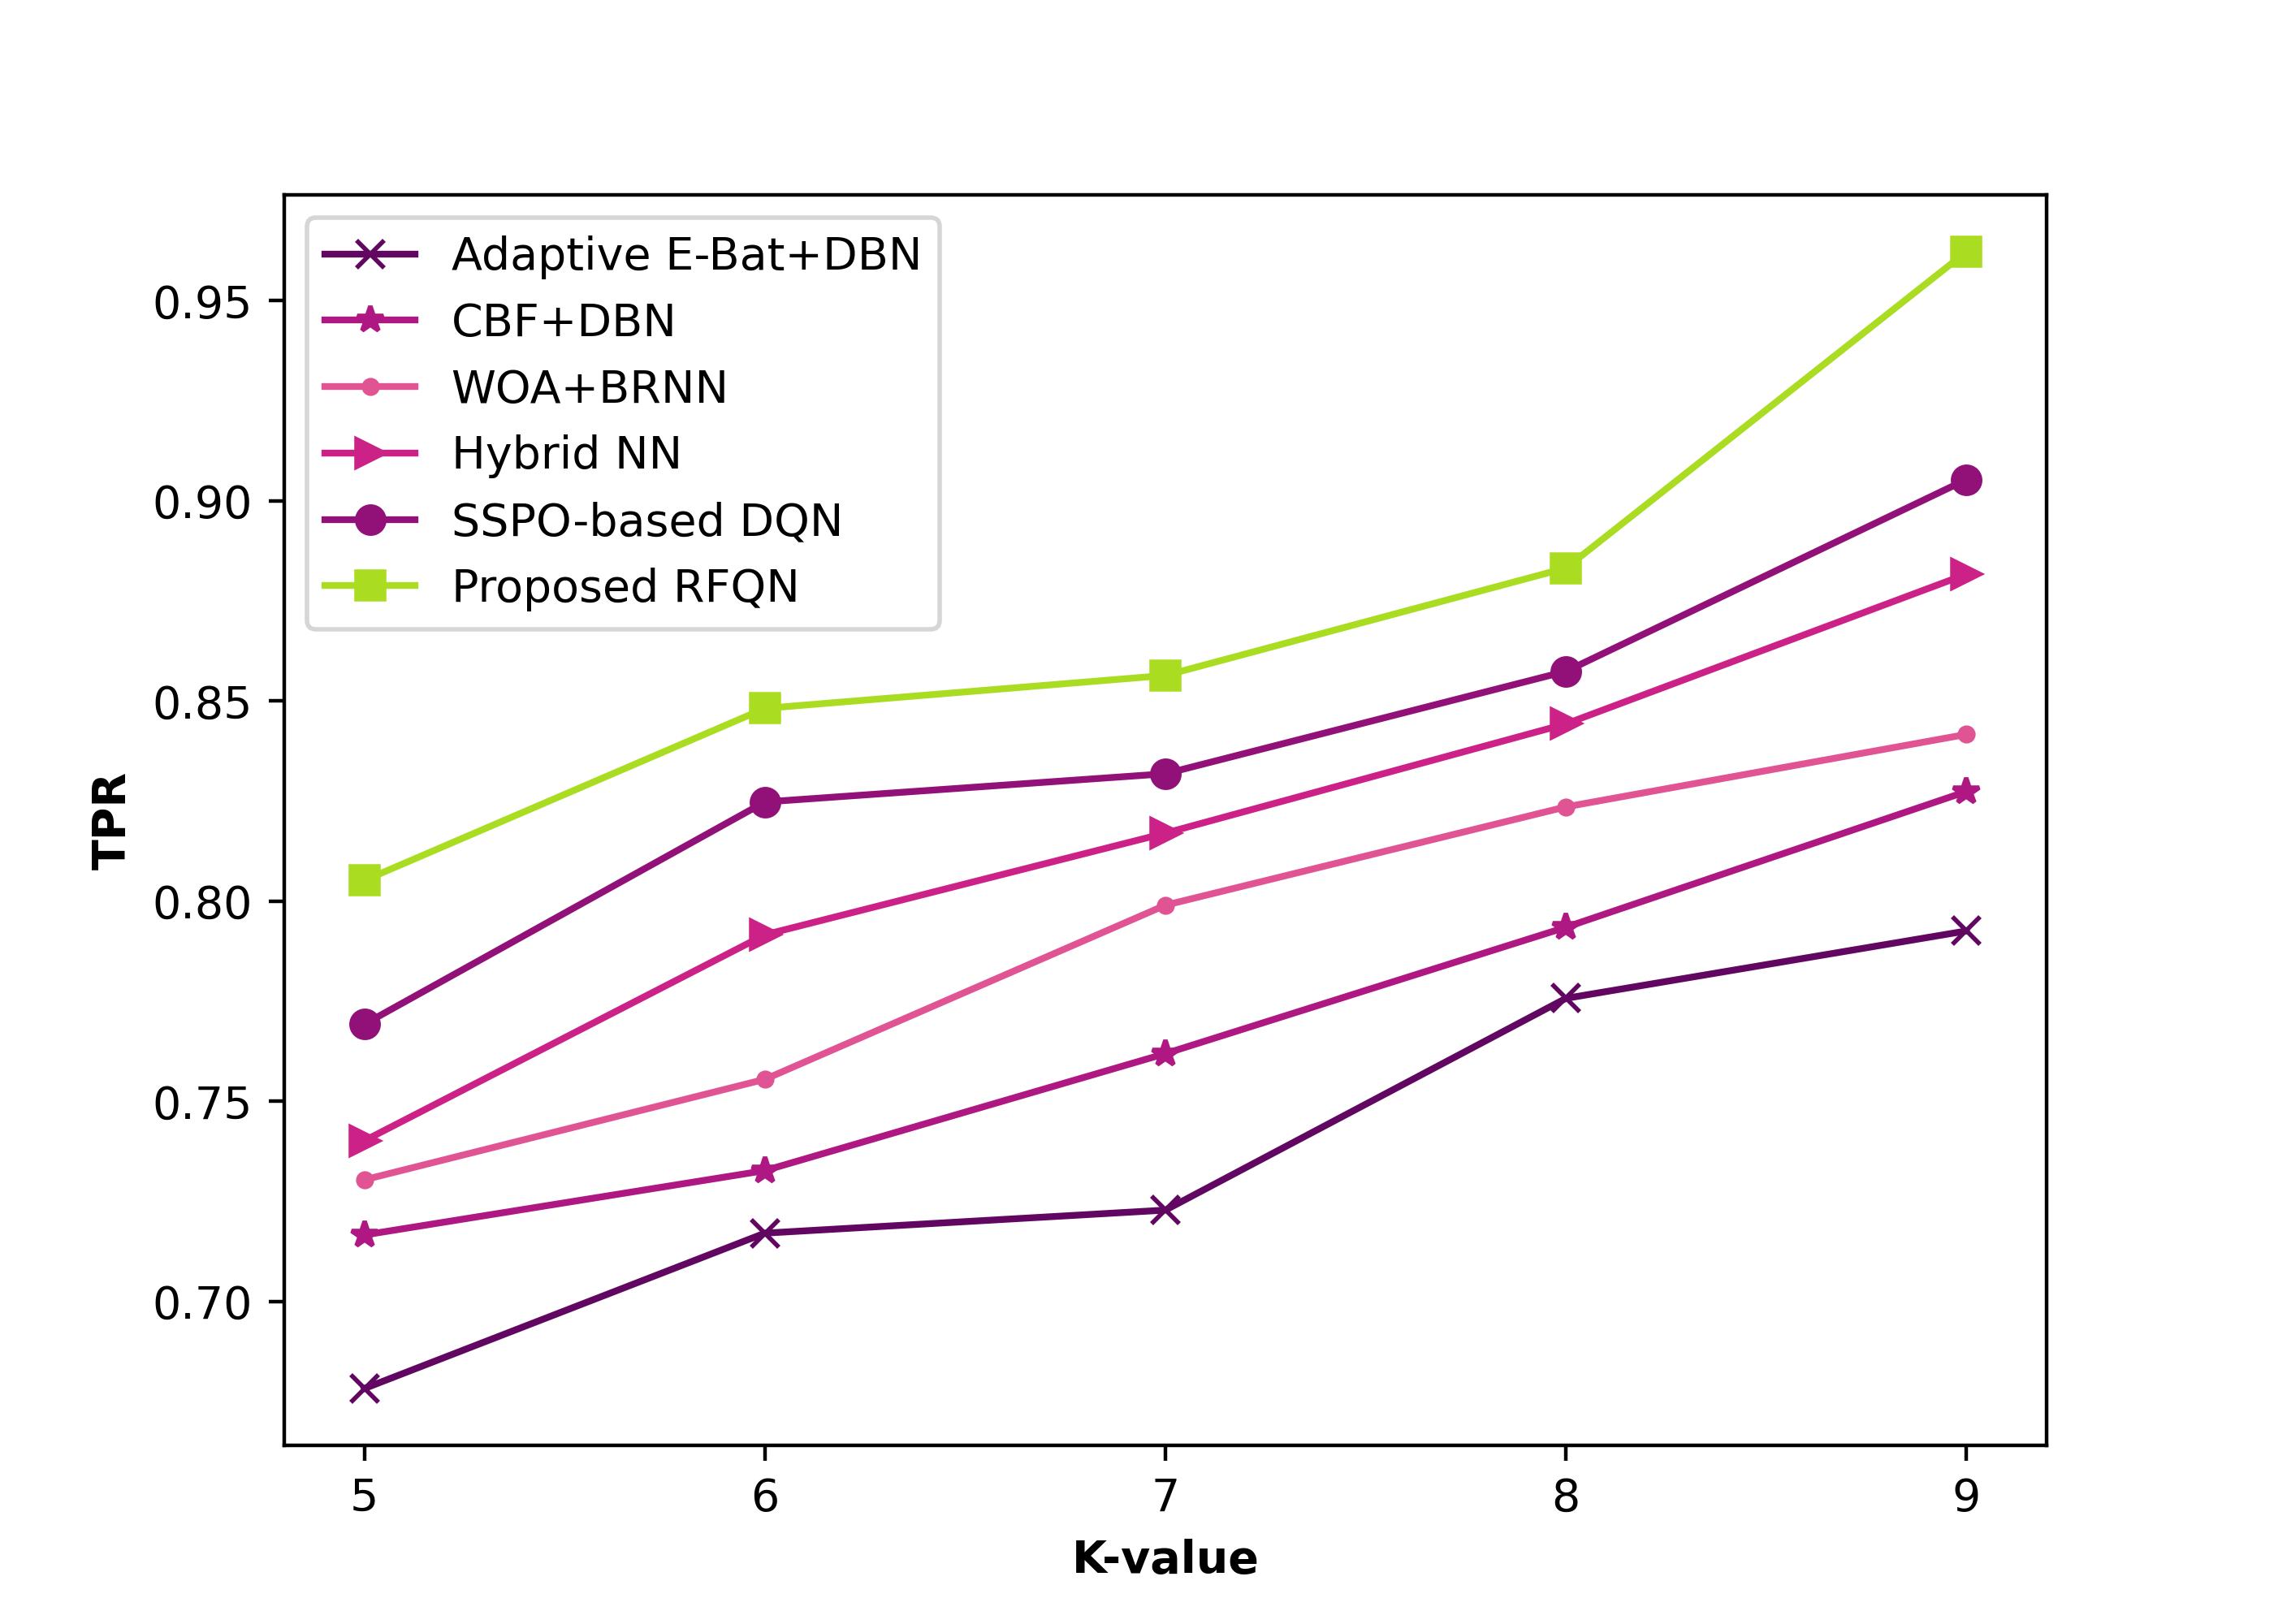 Adaptive E-Bat+DBN
CBF+DBN
WOA+BRNN
Hybrid NN
SSPO-based DQN
Proposed RFQN
0.95
0.90
0.85
0.80
0.75
0.70
TPR
5 6 7 8 9
K-value